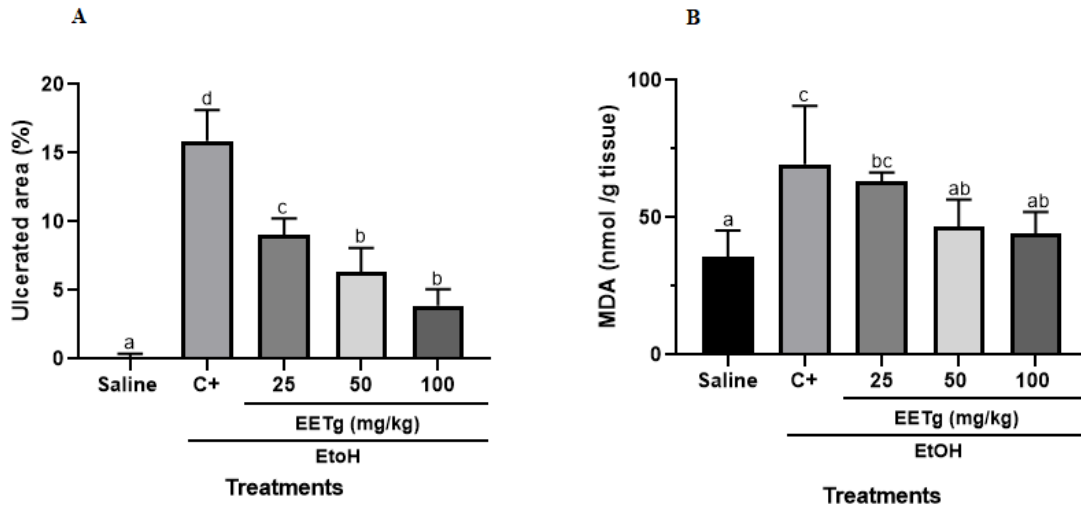 A
Ulcerated area (%)
20
15
10
5
0
a
d
c
b
b
Saline C+ 25 50 100
EETg (mg/kg)
EtoH
Treatments
B
MDA (nmol /g tissue)
100
50
0
a
c
bc
ab
ab
Saline C+ 25 50 100
EETg (mg/kg)
EtOH
Treatments